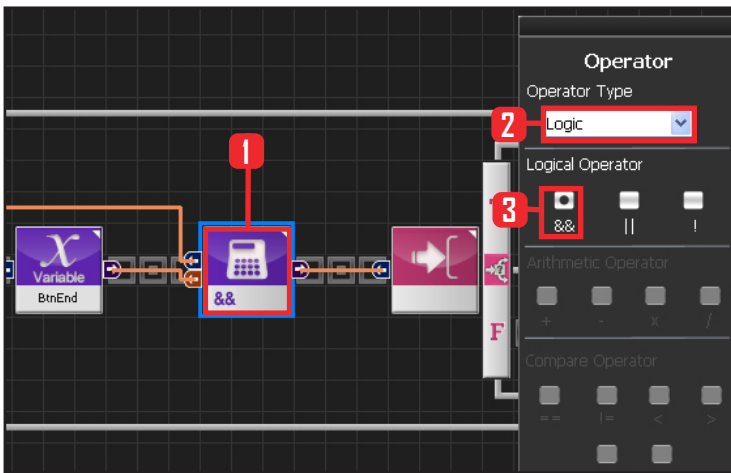 Operator
Operator Type
2
Logic
1
Logical Operator
3
&& || !
X
Variable
BtnEnd
&&
?
F
Arithmetic Operator
+ - x /
Compare Operator
== != < >